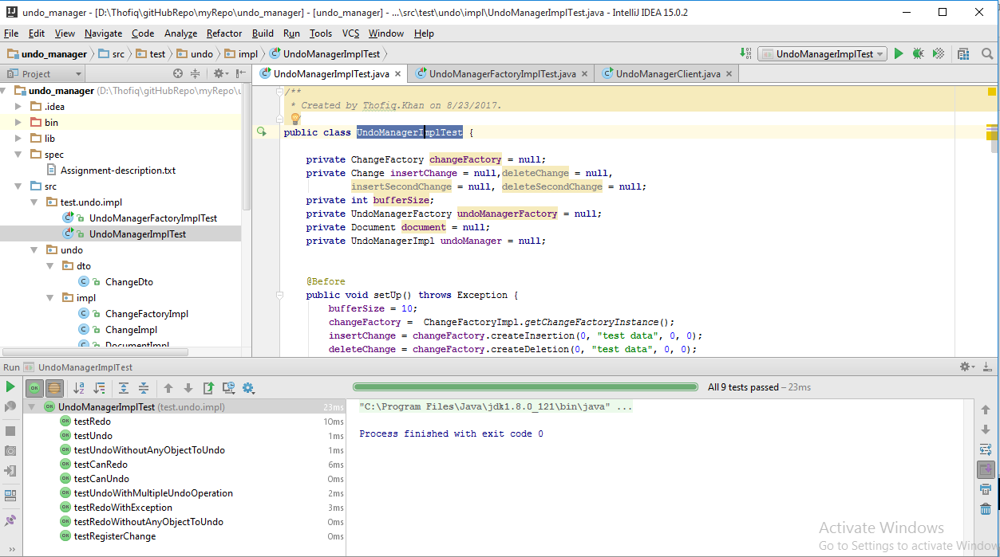 undo_manager - [D:\Thofiq\gitHubRepo\myRepo\undo_manager] - [undo_manager] - ...\src\test\undo\impl\UndoManagerImplTest.java - IntelliJ IDEA 15.0.2
File Edit View Navigate Code Analyze Refactor Build Run Tools VCS Window Help
undo_manager src test undo impl UndoManagerImplTest UndoManagerImplTest
Project
UndoManagerImplTest.java UndoManagerFactoryImplTest.java UndoManagerClient.java
undo_manager (D:\Thofiq\gitHubRepo\myRepo\u
.idea
bin
lib
spec
Assignment-description.txt
src
test.undo.impl
UndoManagerFactoryImplTest
UndoManagerImplTest
undo
dto
ChangeDto
impl
ChangeFactoryImpl
ChangeImpl
DocumentImpl
/**
* Created by Thofiq.Khan on 8/23/2017.
public class UndoManagerImplTest {
private ChangeFactory changeFactory = null;
private Change insertChange = null,deleteChange = null,
insertSecondChange = null, deleteSecondChange = null;
private int bufferSize;
private UndoManagerFactory undoManagerFactory = null;
private Document document = null;
private UndoManagerImpl undoManager = null;
@Before
public void setUp() throws Exception {
bufferSize = 10;
changeFactory = ChangeFactoryImpl.getChangeFactoryInstance();
insertChange = changeFactory.createInsertion(0, "test data", 0, 0);
deleteChange = changeFactory.createDeletion(0, "test data", 0, 0);
Run UndoManagerImplTest
All 9 tests passed – 23ms
UndoManagerImplTest (test.undo.impl) 23ms
testRedo 10ms
testUndo 1ms
testUndoWithoutAnyObjectToUndo 1ms
testCanRedo 6ms
testCanUndo 0ms
testUndoWithMultipleUndoOperation 2ms
testRedoWithException 3ms
testRedoWithoutAnyObjectToUndo 0ms
testRegisterChange 0ms
"C:\Program Files\Java\jdk1.8.0_121\bin\java" ...
Process finished with exit code 0
Activate Windows
Go to Settings to activate Window